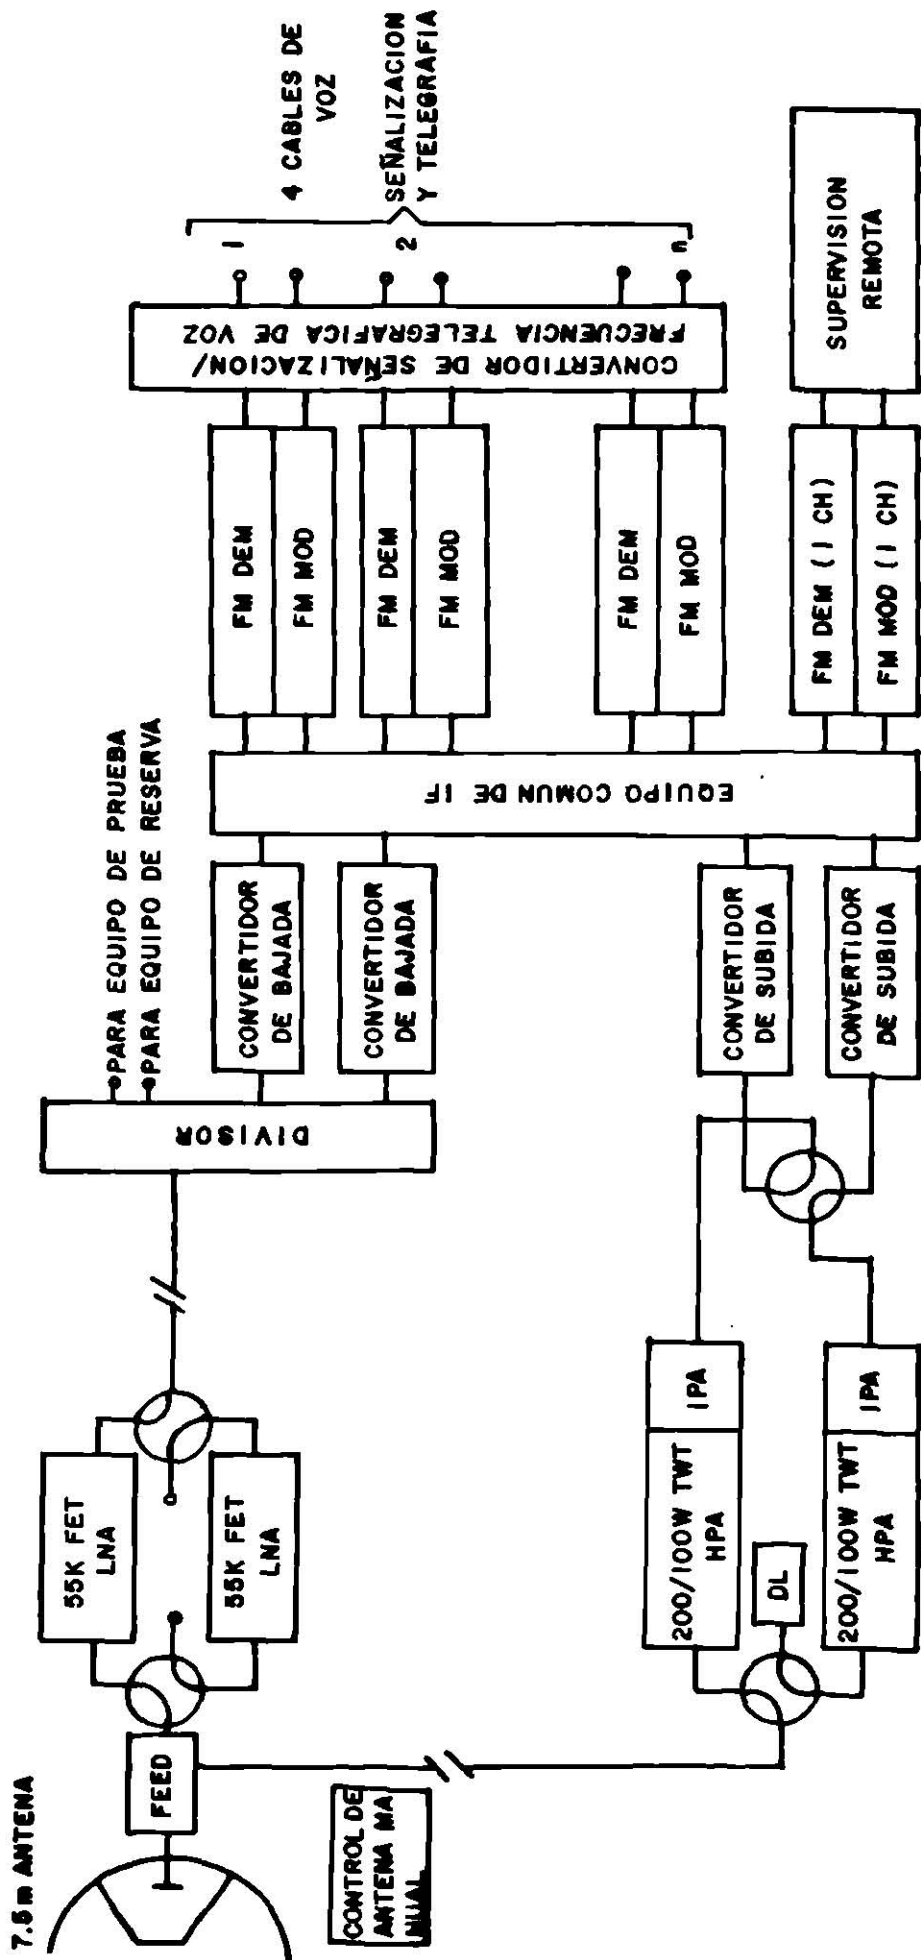 7.5m ANTENA
FEED
CONTROL DE
ANTENA MA
NUAL
55K FET
LNA
55K FET
LNA
DIVISOR
PARA EQUIPO DE PRUEBA
PARA EQUIPO DE RESERVA
CONVERTIDOR
DE BAJADA
CONVERTIDOR
DE BAJADA
EQUIPO COMUN DE IF
FM DEM
FM MOD
FM DEM
FM MOD
FM DEM
FM MOD
FM DEM (1 CH)
FM MOD (1 CH)
CONVERTIDOR DE SEÑALIZACION/
FRECUENCIA TELEGRAFICA DE VOZ
1
2
n
4 CABLES DE
VOZ
SEÑALIZACION
Y TELEGRAFIA
SUPERVISION
REMOTA
200/100W TWT
HPA
IPA
DL
200/100W TWT
HPA
IPA
CONVERTIDOR
DE SUBIDA
CONVERTIDOR
DE SUBIDA